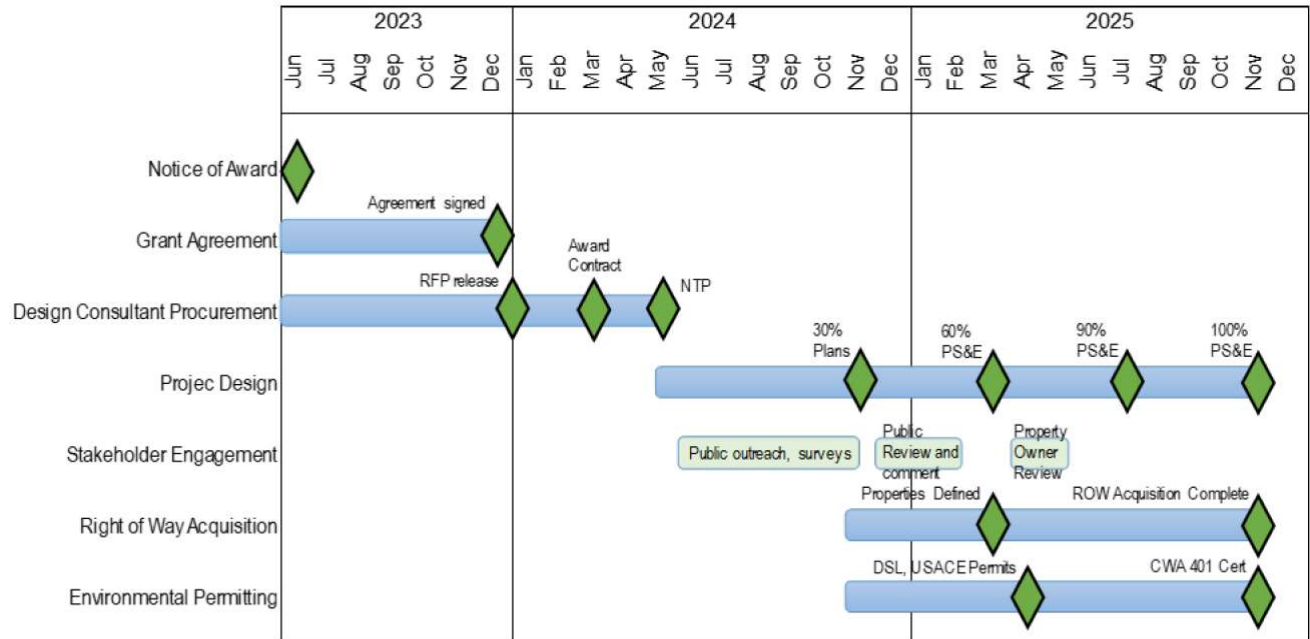 2023 2024 2025
Jun Jul Aug Sep Oct Nov Dec Jan Feb Mar Apr May Jun Jul Aug Sep Oct Nov Dec Jan Feb Mar Apr May Jun Jul Aug Sep Oct Nov Dec
Notice of Award
Agreement signed
Grant Agreement
Award
Contract
RFP release
NTP
Design Consultant Procurement
30%
Plans
60%
PS&E
90%
PS&E
100%
PS&E
Projec Design
Stakeholder Engagement
Public outreach, surveys
Public
Review and
comment
Property
Owner
Review
Properties Defined
ROW Acquisition Complete
Right of Way Acquisition
DSL, USACE Permits
CWA 401 Cert
Environmental Permitting